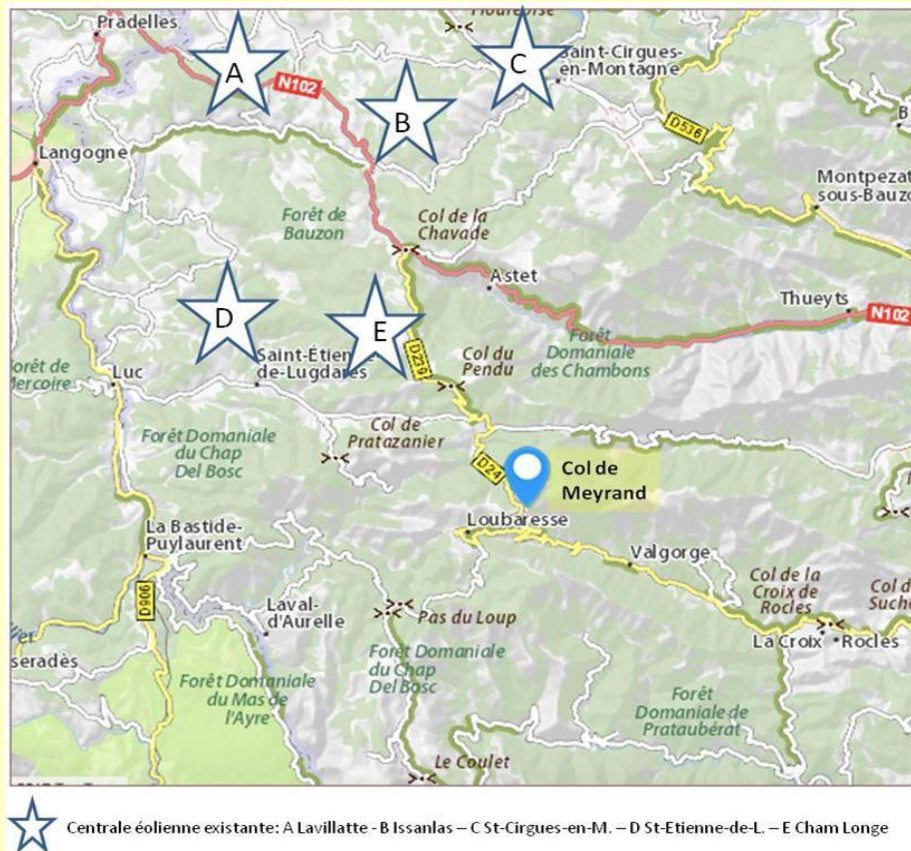 Pradelles
A
N102
B
C
Saint-Cirgues-
en-Montagne
D536
Langogne
Montpezat
sous-Bauzo
Forêt de
Bauzon
Col de la
Chavade
Astet
Thueyts
N102
D
E
D239
Forêt
Domaniale
des Chambons
Forêt de
Mercoire
Luc
Saint-Étienne
de-Lugdarès
Col du
Pendu
Col de
Pratazanier
Forêt Domaniale
du Chap
Del Bosc
D24
Col de
Meyrand
Loubaresse
La Bastide-
Puylaurent
Valgorge
D906
Laval-
d'Aurelle
Pas du Loup
Col de la
Croix de
Rocles
Col d
Such
La Croix
Rocles
seradès
Forêt Domaniale
du Mas de
l'Ayre
Forêt Domaniale
du Chap
Del Bosc
Forêt
Domaniale de
Prataubérat
Le Coulet
Centrale éolienne existante: A Lavillatte - B Issanlas – C St-Cirgues-en-M. – D St-Etienne-de-L. – E Cham Longe